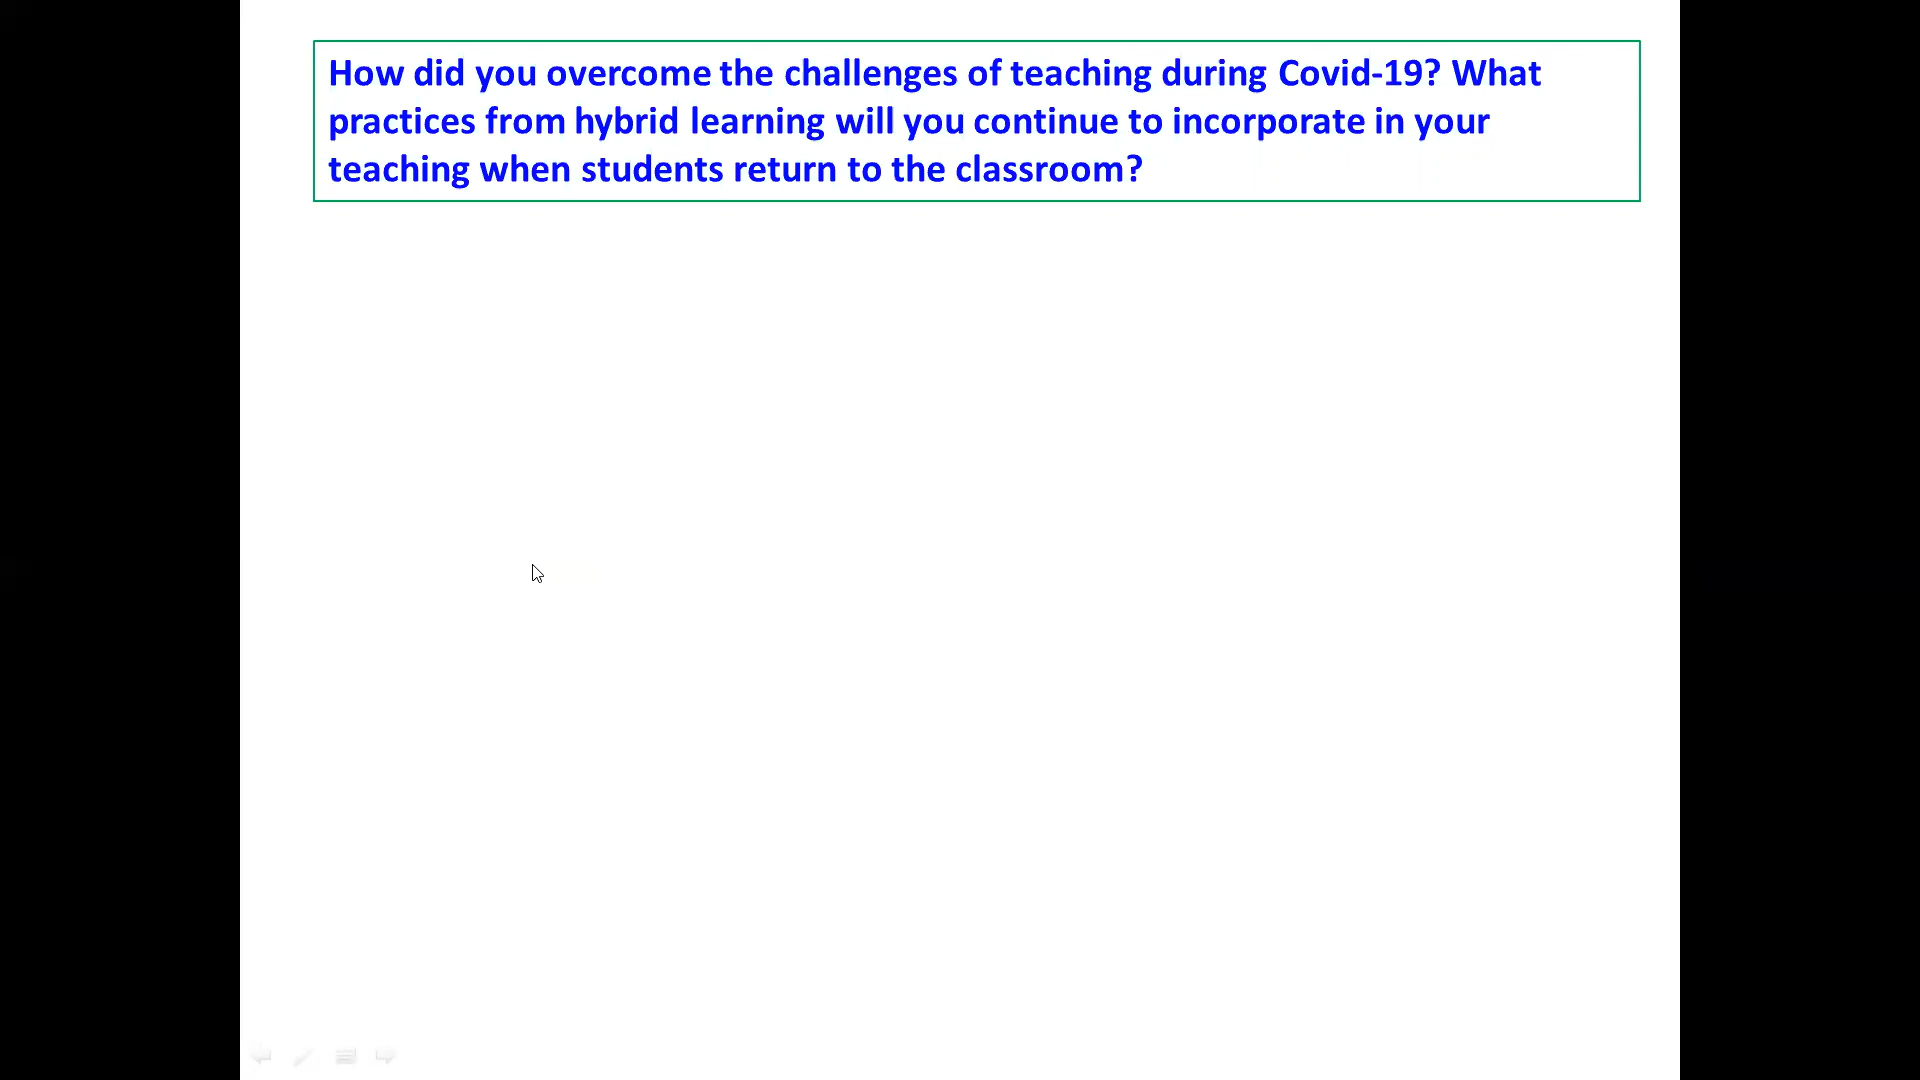 How did you overcome the challenges of teaching during Covid-19? What
practices from hybrid learning will you continue to incorporate in your
teaching when students return to the classroom?